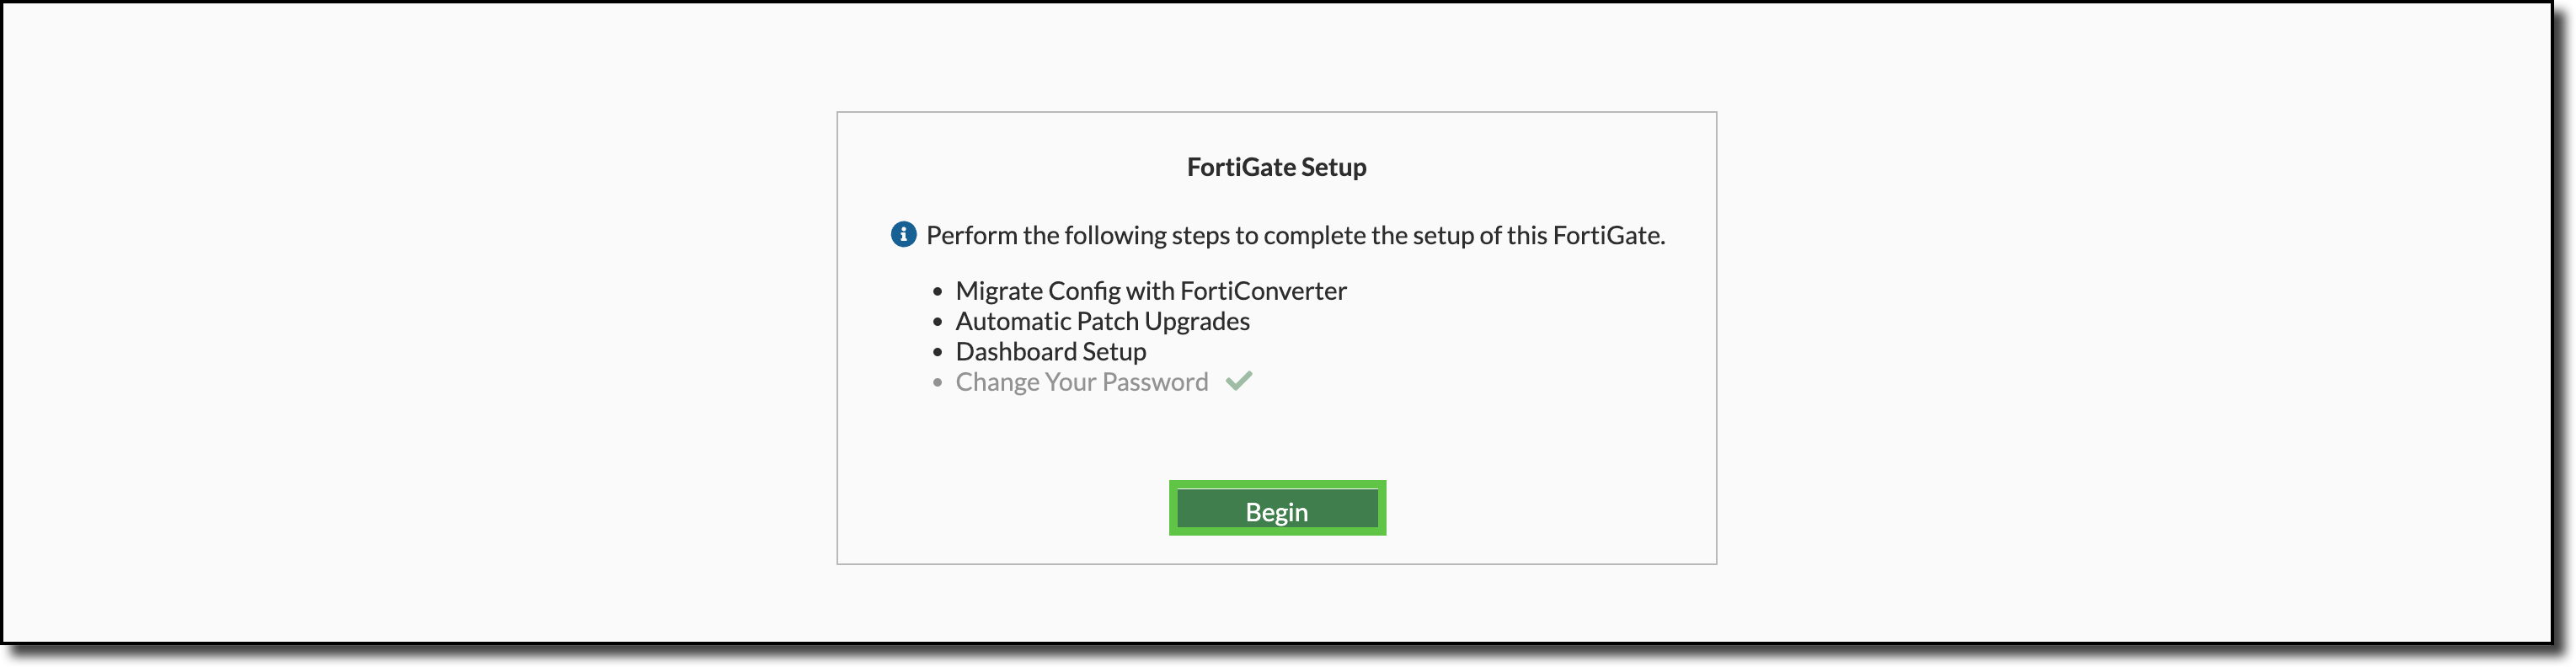 FortiGate Setup
Perform the following steps to complete the setup of this FortiGate.
• Migrate Config with FortiConverter
• Automatic Patch Upgrades
• Dashboard Setup
• Change Your Password
Begin